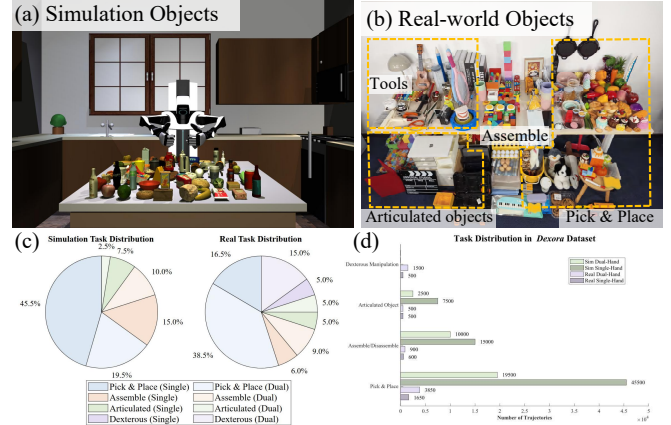 (a) Simulation Objects
(b) Real-world Objects
Tools
Assemble
Articulated objects
Pick & Place
(c)
Simulation Task Distribution
2.5%
7.5%
10.0%
15.0%
19.5%
45.5%
Real Task Distribution
16.5%
15.0%
5.0%
5.0%
5.0%
9.0%
6.0%
38.5%
Pick & Place (Single)
Pick & Place (Dual)
Assemble (Single)
Assemble (Dual)
Articulated (Single)
Articulated (Dual)
Dexterous (Single)
Dexterous (Dual)
(d)
Task Distribution in Dexora Dataset
Sim Dual-Hand
Sim Single-Hand
Real Dual-Hand
Real Single-Hand
Dexterous Manipulation
1500
500
Articulated Object
2500
7500
500
500
Assemble/Disassemble
10000
15000
900
600
Pick & Place
19500
45500
3850
1650
0 0.5 1 1.5 2 2.5 3 3.5 4 4.5 5
Number of Trajectories
×10⁴